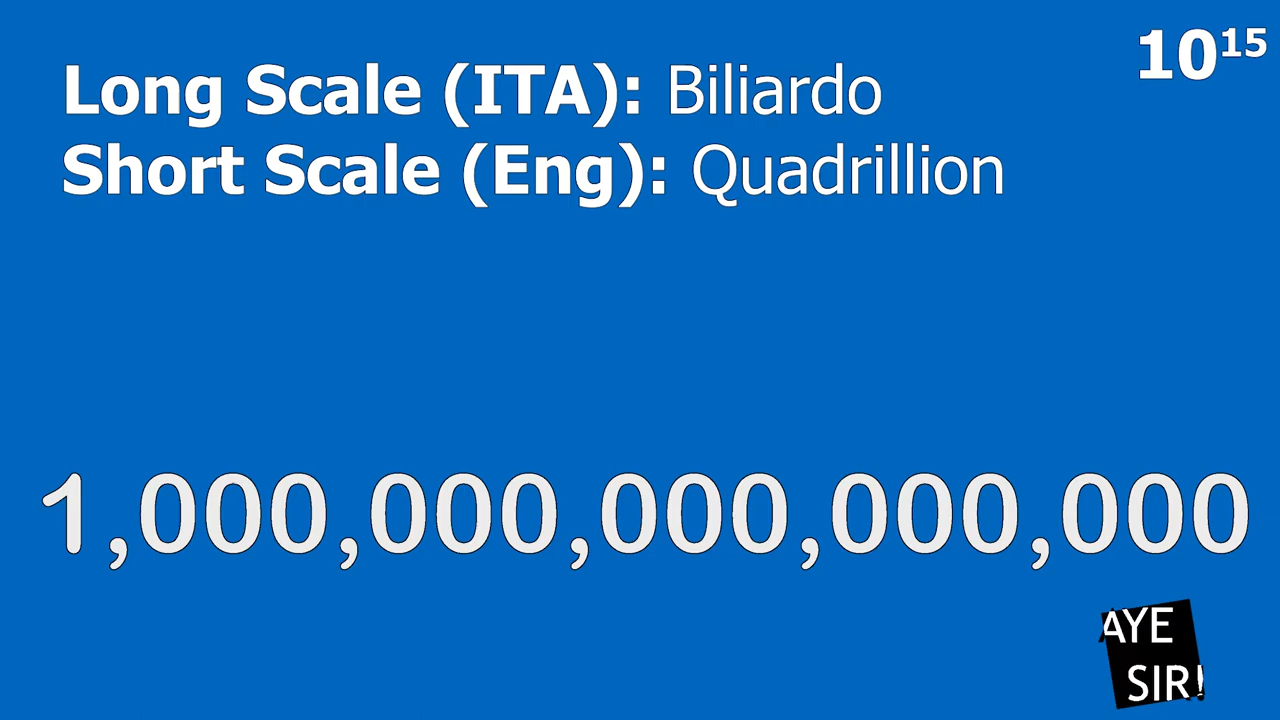 10¹⁵
Long Scale (ITA): Biliardo
Short Scale (Eng): Quadrillion
1,000,000,000,000,000
AYE
SIR!